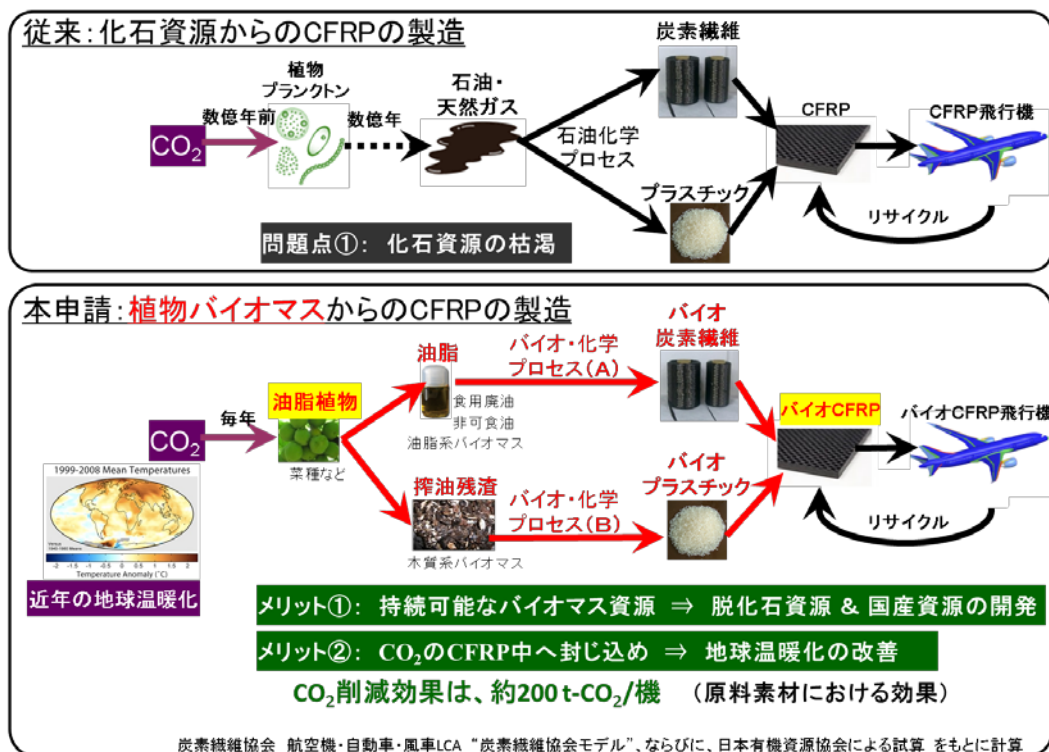 従来：化石資源からのCFRPの製造
炭素繊維
植物
プランクトン
石油・
天然ガス
数億年前
数億年
CO₂
石油化学
プロセス
CFRP
CFRP飛行機
プラスチック
リサイクル
問題点①： 化石資源の枯渇
本申請：植物バイオマスからのCFRPの製造
バイオ
炭素繊維
油脂
バイオ・化学
プロセス（A）
油脂植物
毎年
CO₂
食用廃油
非可食油
油脂系バイオマス
菜種など
バイオCFRP
バイオCFRP飛行機
1999-2008 Mean Temperatures
-2 -1.5 -1 -0.5 0 0.5 1 1.5 2
Temperature Anomaly (°C)
近年の地球温暖化
搾油残渣
バイオ・化学
プロセス（B）
木質系バイオマス
バイオ
プラスチック
リサイクル
メリット①： 持続可能なバイオマス資源 ⇒ 脱化石資源 & 国産資源の開発
メリット②： CO₂のCFRP中へ封じ込め ⇒ 地球温暖化の改善
CO₂削減効果は、約200 t-CO₂/機 （原料素材における効果）
炭素繊維協会 航空機・自動車・風車LCA “炭素繊維協会モデル”、ならびに、日本有機資源協会による試算 をもとに計算